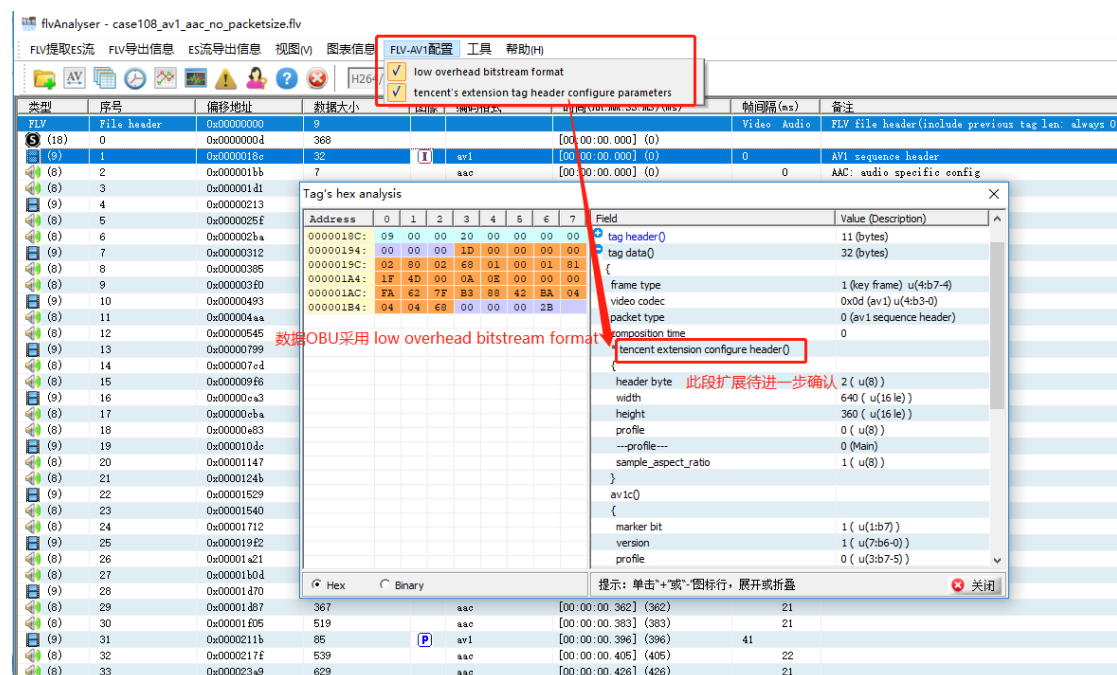 flvAnalyser - case108_av1_aac_no_packetsize.flv
FLV提取ES流 FLV导出信息 ES流导出信息 视图(V) 图表信息 FLV-AV1配置 工具 帮助(H)
AV H264/ low overhead bitstream format
tencent's extension tag header configure parameters
类型 序号 偏移地址 数据大小 图像 编码格式 时间 帧间隔(ms) 备注
FLV File header 0x00000000 9 Video Audio FLV file header(include previous tag len: always 0
(18) 0 0x0000000d 368 [00:00:00.000] (0)
(9) 1 0x0000018c 32 I av1 [00:00:00.000] (0) 0 AV1 sequence header
(8) 2 0x000001bb 7 aac [00:00:00.000] (0) 0 AAC: audio specific config
(8) 3 0x000001d1
(9) 4 0x00000213
(8) 5 0x0000025f
(8) 6 0x000002ba
(9) 7 0x00000312
(8) 8 0x00000385
(8) 9 0x000003f0
(9) 10 0x00000493
(8) 11 0x000004aa
(8) 12 0x00000545
(9) 13 0x00000799
(8) 14 0x000007cd
(8) 15 0x000009f6
(9) 16 0x00000ca3
(8) 17 0x00000cba
(8) 18 0x00000e83
(9) 19 0x000010dc
(8) 20 0x00001147
(8) 21 0x0000124b
(9) 22 0x00001529
(8) 23 0x00001540
(8) 24 0x00001712
(9) 25 0x000019f2
(8) 26 0x00001a21
(8) 27 0x00001b0d
(9) 28 0x00001d70
(8) 29 0x00001d87 367 aac [00:00:00.362] (362) 21
(8) 30 0x00001f05 519 aac [00:00:00.383] (383) 21
(9) 31 0x0000211b 85 P av1 [00:00:00.396] (396) 41
(8) 32 0x0000217f 539 aac [00:00:00.405] (405) 22
(8) 33 0x000023a9 629 aac [00:00:00.426] (426) 21
Tag's hex analysis
Address 0 1 2 3 4 5 6 7
0000018C: 09 00 00 20 00 00 00 00
00000194: 00 00 00 1D 00 00 00 00
0000019C: 02 80 02 68 01 00 01 81
000001A4: 1F 4D 00 0A 0E 00 00 00
000001AC: FA 62 7F B3 88 42 BA 04
000001B4: 04 04 68 00 00 00 2B
Field Value (Description)
tag header() 11 (bytes)
tag data() 32 (bytes)
{
frame type 1 (key frame) u(4:b7-4)
video codec 0x0d (av1) u(4:b3-0)
packet type 0 (av1 sequence header)
composition time 0
数据OBU采用 low overhead bitstream format
* tencent extension configure header()
{
header byte 2 ( u(8) )
此段扩展待进一步确认
width 640 ( u(16 le) )
height 360 ( u(16 le) )
profile 0 ( u(8) )
---profile--- 0 (Main)
sample_aspect_ratio 1 ( u(8) )
}
av1c()
{
marker bit 1 ( u(1:b7) )
version 1 ( u(7:b6-0) )
profile 0 ( u(3:b7-5) )
Hex Binary 提示：单击"+"或"-"图标行，展开或折叠 关闭